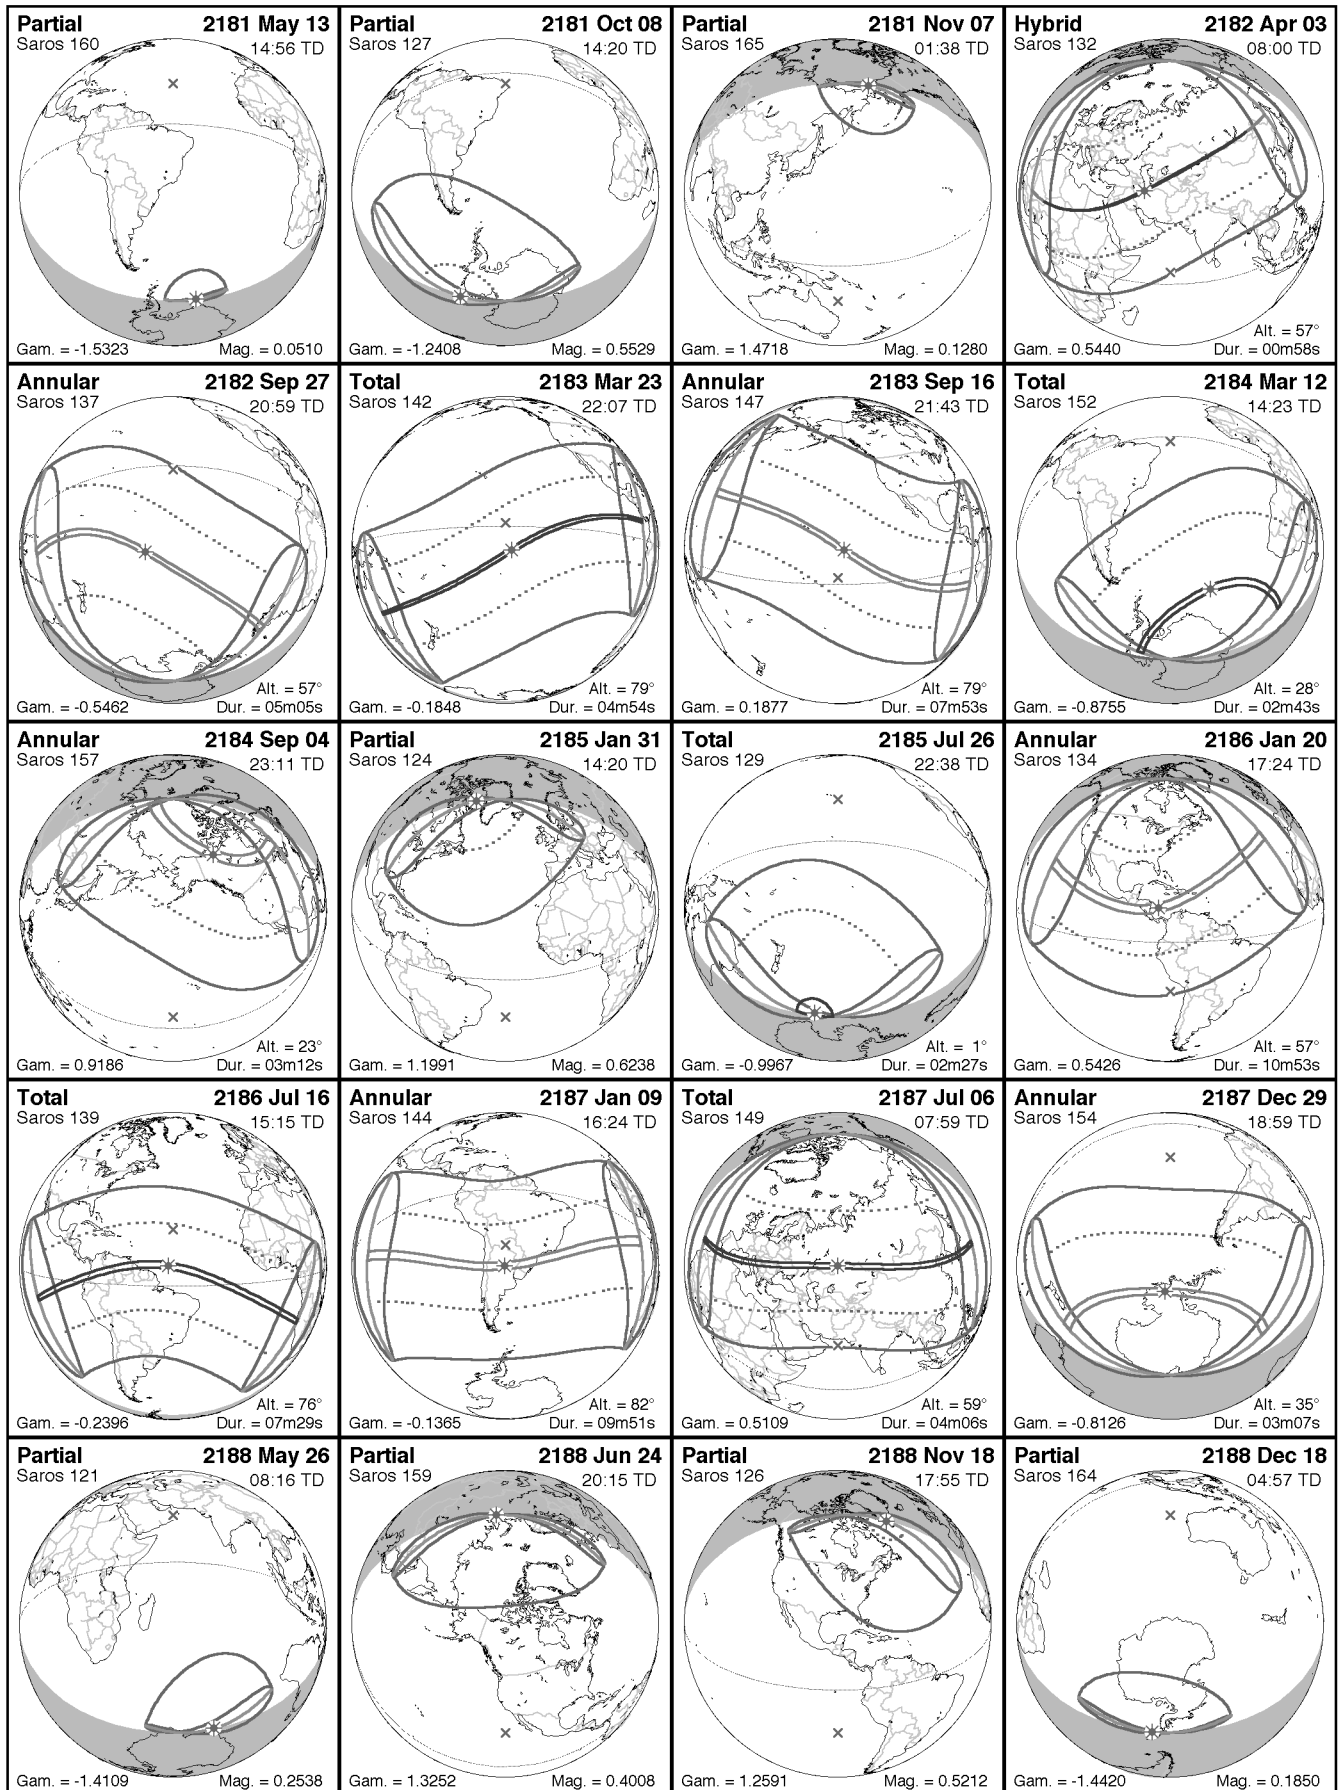 Partial 2181 May 13
Saros 160 14:56 TD
Gam. = -1.5323 Mag. = 0.0510
Partial 2181 Oct 08
Saros 127 14:20 TD
Gam. = -1.2408 Mag. = 0.5529
Partial 2181 Nov 07
Saros 165 01:38 TD
Gam. = 1.4718 Mag. = 0.1280
Hybrid 2182 Apr 03
Saros 132 08:00 TD
Alt. = 57°
Gam. = 0.5440 Dur. = 00m58s
Annular 2182 Sep 27
Saros 137 20:59 TD
Alt. = 57°
Gam. = -0.5462 Dur. = 05m05s
Total 2183 Mar 23
Saros 142 22:07 TD
Alt. = 79°
Gam. = -0.1848 Dur. = 04m54s
Annular 2183 Sep 16
Saros 147 21:43 TD
Alt. = 79°
Gam. = 0.1877 Dur. = 07m53s
Total 2184 Mar 12
Saros 152 14:23 TD
Alt. = 28°
Gam. = -0.8755 Dur. = 02m43s
Annular 2184 Sep 04
Saros 157 23:11 TD
Alt. = 23°
Gam. = 0.9186 Dur. = 03m12s
Partial 2185 Jan 31
Saros 124 14:20 TD
Gam. = 1.1991 Mag. = 0.6238
Total 2185 Jul 26
Saros 129 22:38 TD
Alt. = 1°
Gam. = -0.9967 Dur. = 02m27s
Annular 2186 Jan 20
Saros 134 17:24 TD
Alt. = 57°
Gam. = 0.5426 Dur. = 10m53s
Total 2186 Jul 16
Saros 139 15:15 TD
Alt. = 76°
Gam. = -0.2396 Dur. = 07m29s
Annular 2187 Jan 09
Saros 144 16:24 TD
Alt. = 82°
Gam. = -0.1365 Dur. = 09m51s
Total 2187 Jul 06
Saros 149 07:59 TD
Alt. = 59°
Gam. = 0.5109 Dur. = 04m06s
Annular 2187 Dec 29
Saros 154 18:59 TD
Alt. = 35°
Gam. = -0.8126 Dur. = 03m07s
Partial 2188 May 26
Saros 121 08:16 TD
Gam. = -1.4109 Mag. = 0.2538
Partial 2188 Jun 24
Saros 159 20:15 TD
Gam. = 1.3252 Mag. = 0.4008
Partial 2188 Nov 18
Saros 126 17:55 TD
Gam. = 1.2591 Mag. = 0.5212
Partial 2188 Dec 18
Saros 164 04:57 TD
Gam. = -1.4420 Mag. = 0.1850